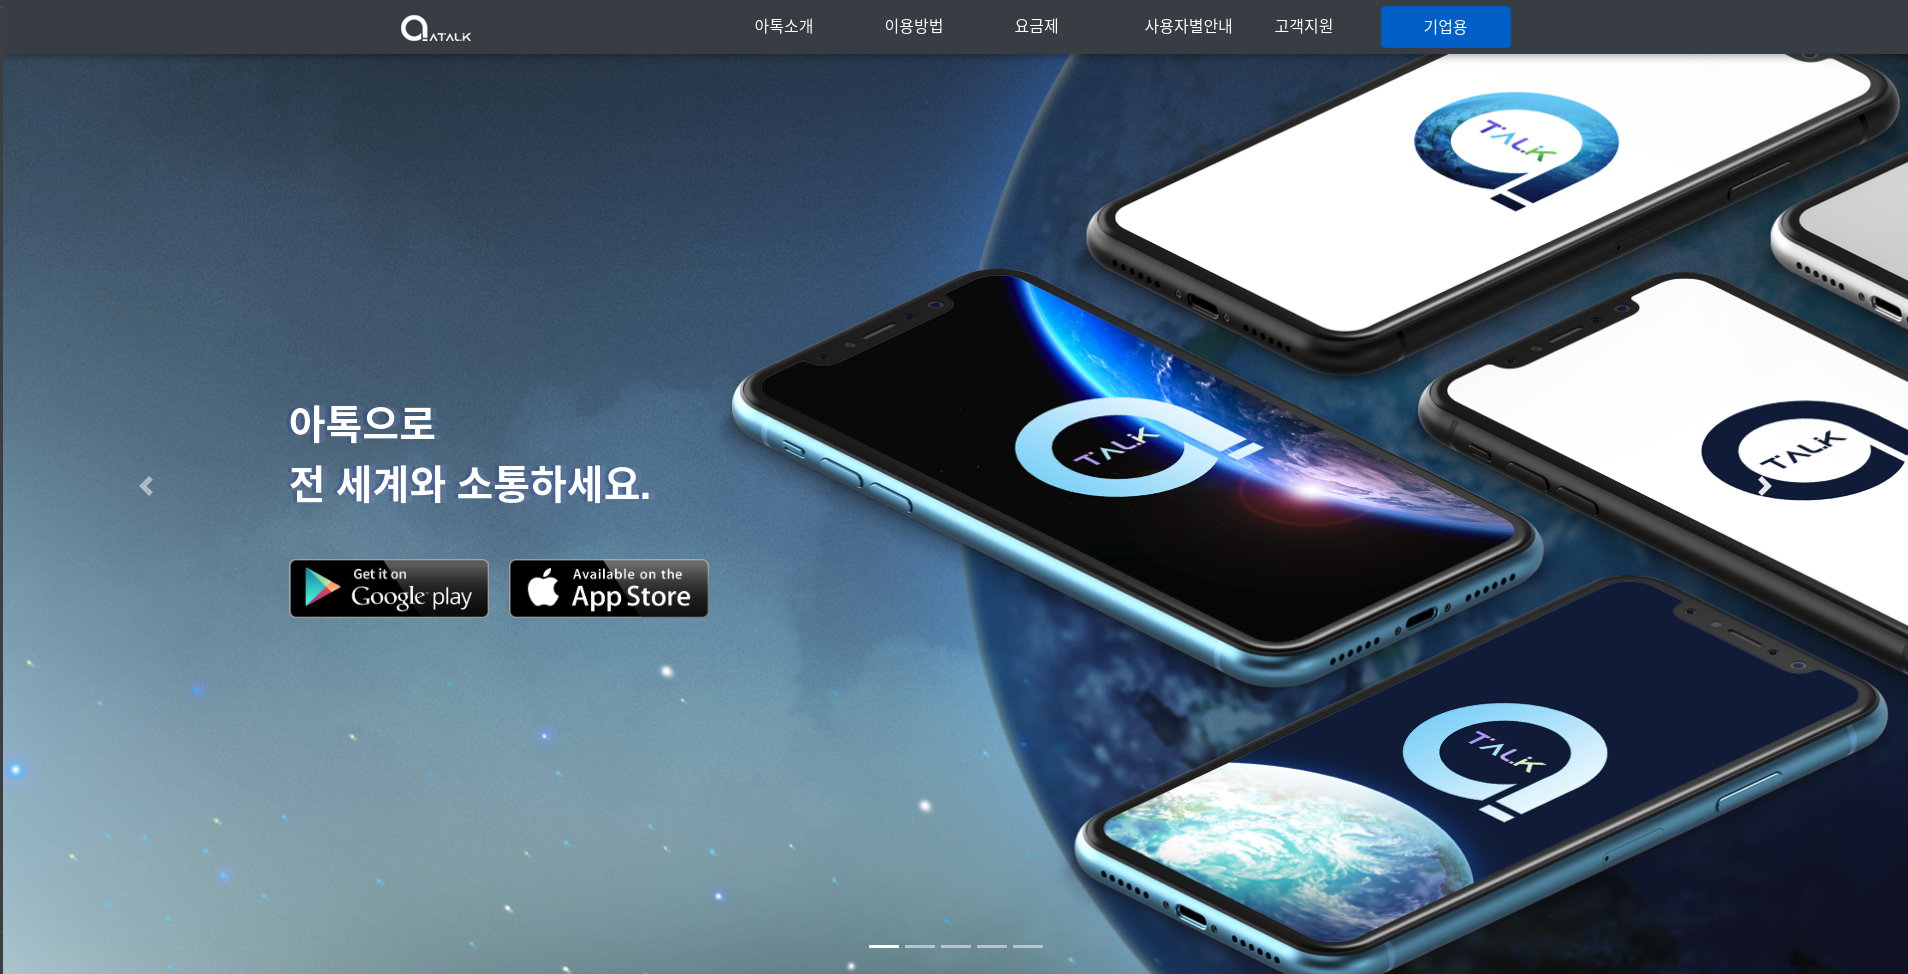 ATALK
아톡소개
이용방법
요금제
사용자별안내
고객지원
기업용
TALK
TALK
TALK
TALK
아톡으로
전 세계와 소통하세요.
Get it on
Google play
Available on the
App Store